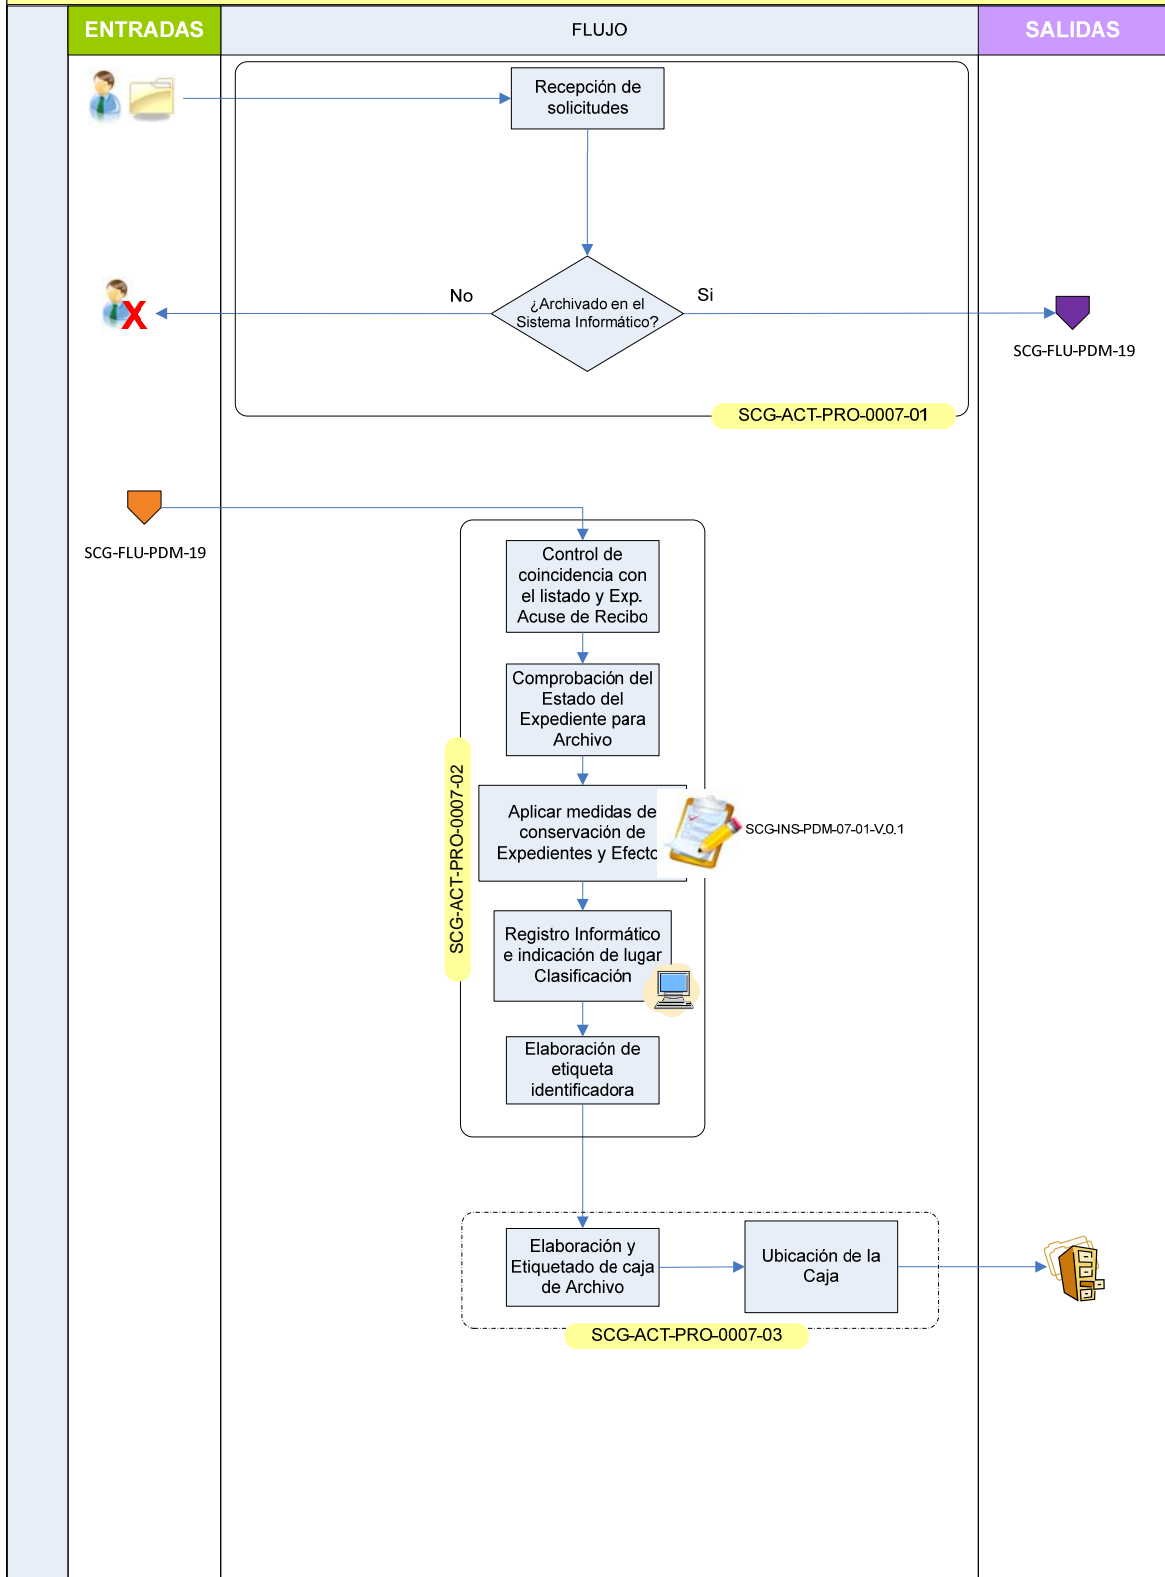 ENTRADAS
FLUJO
SALIDAS
Recepción de
solicitudes
No
¿Archivado en el
Sistema Informático?
Si
X
SCG-FLU-PDM-19
SCG-ACT-PRO-0007-01
SCG-FLU-PDM-19
Control de
coincidencia con
el listado y Exp.
Acuse de Recibo
Comprobación del
Estado del
Expediente para
Archivo
SCG-ACT-PRO-0007-02
Aplicar medidas de
conservación de
Expedientes y Efecto
SCG-INS-PDM-07-01-V.0.1
Registro Informático
e indicación de lugar
Clasificación
Elaboración de
etiqueta
identificadora
Elaboración y
Etiquetado de caja
de Archivo
Ubicación de la
Caja
SCG-ACT-PRO-0007-03